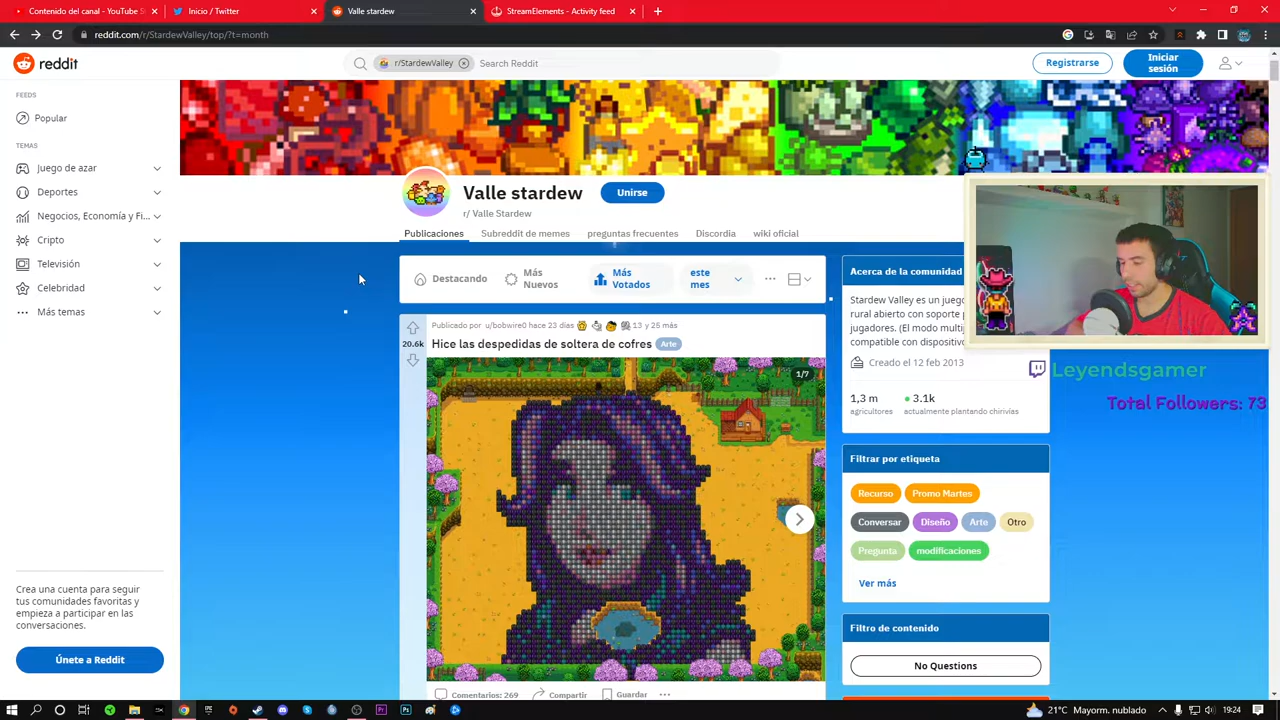 Contenido del canal - YouTube S
Inicio / Twitter
Valle stardew
StreamElements - Activity feed
reddit.com/r/StardewValley/top/?t=month
reddit
r/StardewValley
Search Reddit
Registrarse
Iniciar
sesión
FEEDS
Popular
TEMAS
Juego de azar
Deportes
Negocios, Economía y Fi...
Cripto
Televisión
Celebridad
Más temas
Crea una cuenta para seguir
tus comunidades favoritas y
empieza a participar en las
conversaciones.
Únete a Reddit
Valle stardew
Unirse
r/ Valle Stardew
Publicaciones
Subreddit de memes
preguntas frecuentes
Discordia
wiki oficial
Destacando
Más
Nuevos
Más
Votados
este
mes
20.6k
Publicado por u/bobwire0 hace 23 días
13 y 25 más
Hice las despedidas de soltera de cofres
Arte
1/7
Comentarios: 269
Compartir
Guardar
Acerca de la comunidad
Stardew Valley es un juego
rural abierto con soporte p
jugadores. (El modo multi
compatible con dispositiv
Creado el 12 feb 2013
1,3 m
agricultores
3.1k
actualmente plantando chirivías
Filtrar por etiqueta
Recurso
Promo Martes
Conversar
Diseño
Arte
Otro
Pregunta
modificaciones
Ver más
Filtro de contenido
No Questions
Leyendsgamer
Total Followers: 73
21°C Mayorm. nublado
19:24